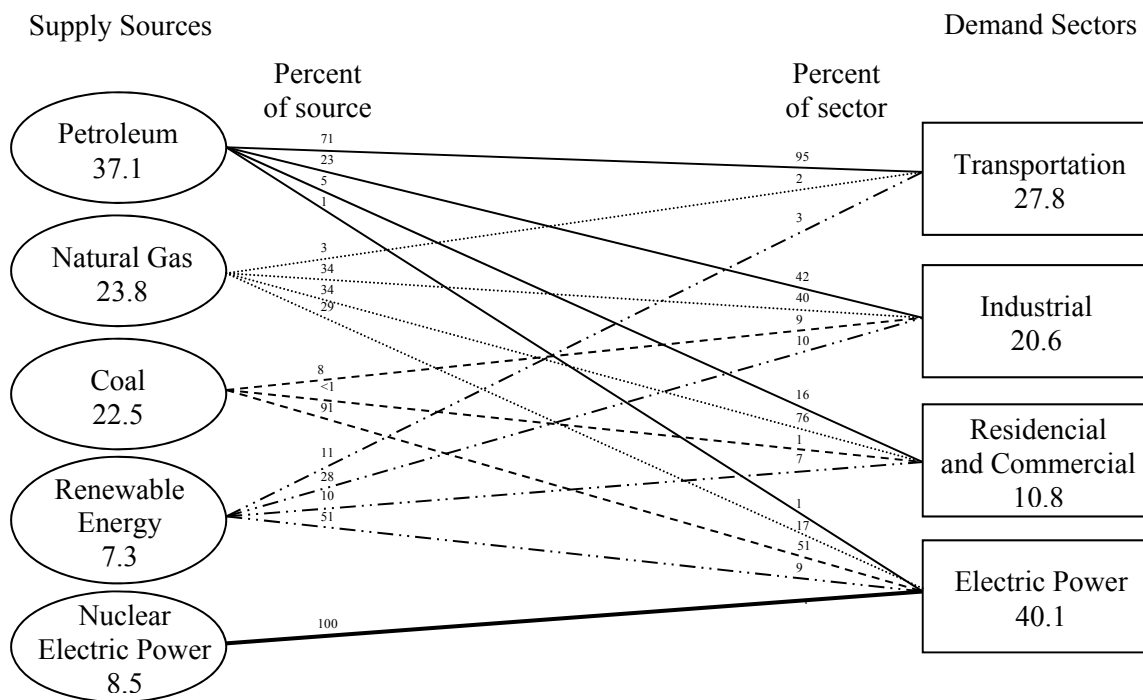 Supply Sources
Demand Sectors
Percent
of source
Percent
of sector
Petroleum
37.1
Natural Gas
23.8
Coal
22.5
Renewable
Energy
7.3
Nuclear
Electric Power
8.5
71
23
5
1
3
34
34
29
8
<1
91
11
28
10
51
100
95
2
3
42
40
9
10
16
76
1
7
1
17
51
9
Transportation
27.8
Industrial
20.6
Residencial
and Commercial
10.8
Electric Power
40.1